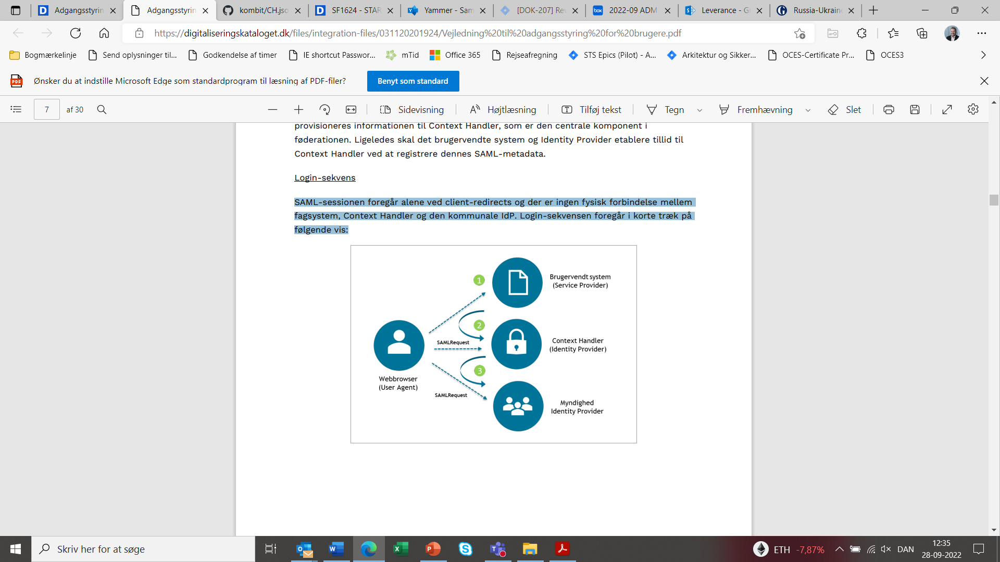 Adgangsstyrin
Adgangsstyrin
kombit/CH.jso
SF1624 - STAR
Yammer - Sam
[DOK-207] Rev
2022-09 ADM
Leverance - G
Russia-Ukrain
https://digitaliseringskataloget.dk/files/integration-files/031120201924/Vejledning%20til%20adgangsstyring%20for%20brugere.pdf
Bogmærkelinje
Send oplysninger til...
Godkendelse af timer
IE shortcut Passwor...
mTid
Office 365
Rejseafregning
STS Epics (Pilot) - A...
Arkitektur og Sikker...
OCES-Certificate Pr...
OCES3
PDF
Ønsker du at indstille Microsoft Edge som standardprogram til læsning af PDF-filer?
Benyt som standard
7
af 30
Sidevisning
Højtlæsning
Tilføj tekst
Tegn
Fremhævning
Slet
provisioneres informationen til Context Handler, som er den centrale komponent i
føderationen. Ligeledes skal det brugervendte system og Identity Provider etablere tillid til
Context Handler ved at registrere dennes SAML-metadata.
Login-sekvens
SAML-sessionen foregår alene ved client-redirects og der er ingen fysisk forbindelse mellem
fagsystem, Context Handler og den kommunale IdP. Login-sekvensen foregår i korte træk på
følgende vis:
1
Brugervendt system
(Service Provider)
2
SAMLRequest
Context Handler
(Identity Provider)
3
Webbrowser
(User Agent)
SAMLRequest
Myndighed
Identity Provider
Skriv her for at søge
ETH -7,87%
DAN
12:35
28-09-2022